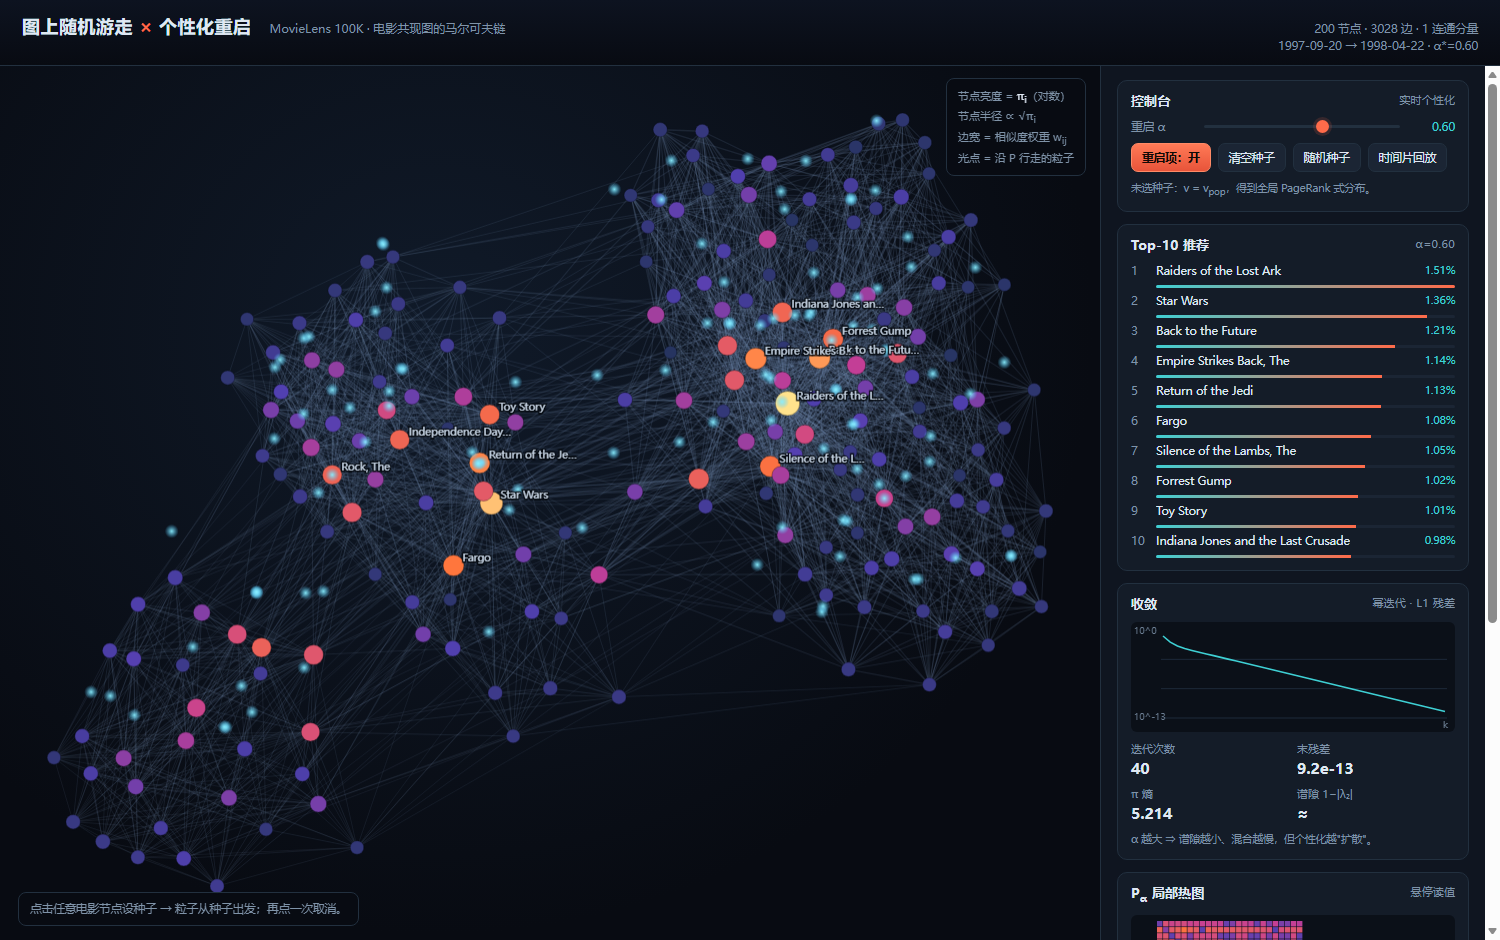 图上随机游走 × 个性化重启
MovieLens 100K · 电影共现图的马尔可夫链
200 节点 · 3028 边 · 1 连通分量
1997-09-20 → 1998-04-22 · α*=0.60
节点亮度 = πi (对数)
节点半径 ∝ √πi
边宽 = 相似度权重 wij
光点 = 沿 P 行走的粒子
Indiana Jones an...
Forrest Gump
Empire Strikes B...
k to the Futu...
Raiders of the L...
Toy Story
Independence Day...
Return of the Je...
Silence of the L...
Rock, The
Star Wars
Fargo
点击任意电影节点设种子 → 粒子从种子出发；再点一次取消。
控制台
实时个性化
重启 α
0.60
重启项：开
清空种子
随机种子
时间片回放
未选种子：v = vpop，得到全局 PageRank 式分布。
Top-10 推荐
α=0.60
1 Raiders of the Lost Ark 1.51%
2 Star Wars 1.36%
3 Back to the Future 1.21%
4 Empire Strikes Back, The 1.14%
5 Return of the Jedi 1.13%
6 Fargo 1.08%
7 Silence of the Lambs, The 1.05%
8 Forrest Gump 1.02%
9 Toy Story 1.01%
10 Indiana Jones and the Last Crusade 0.98%
收敛
幂迭代 · L1 残差
10^0
10^-13
k
迭代次数
40
末残差
9.2e-13
π 熵
5.214
谱隙 1−|λ₂|
≈
α 越大 ⇒ 谱隙越小、混合越慢，但个性化越"扩散"。
Pα 局部热图
悬停读值